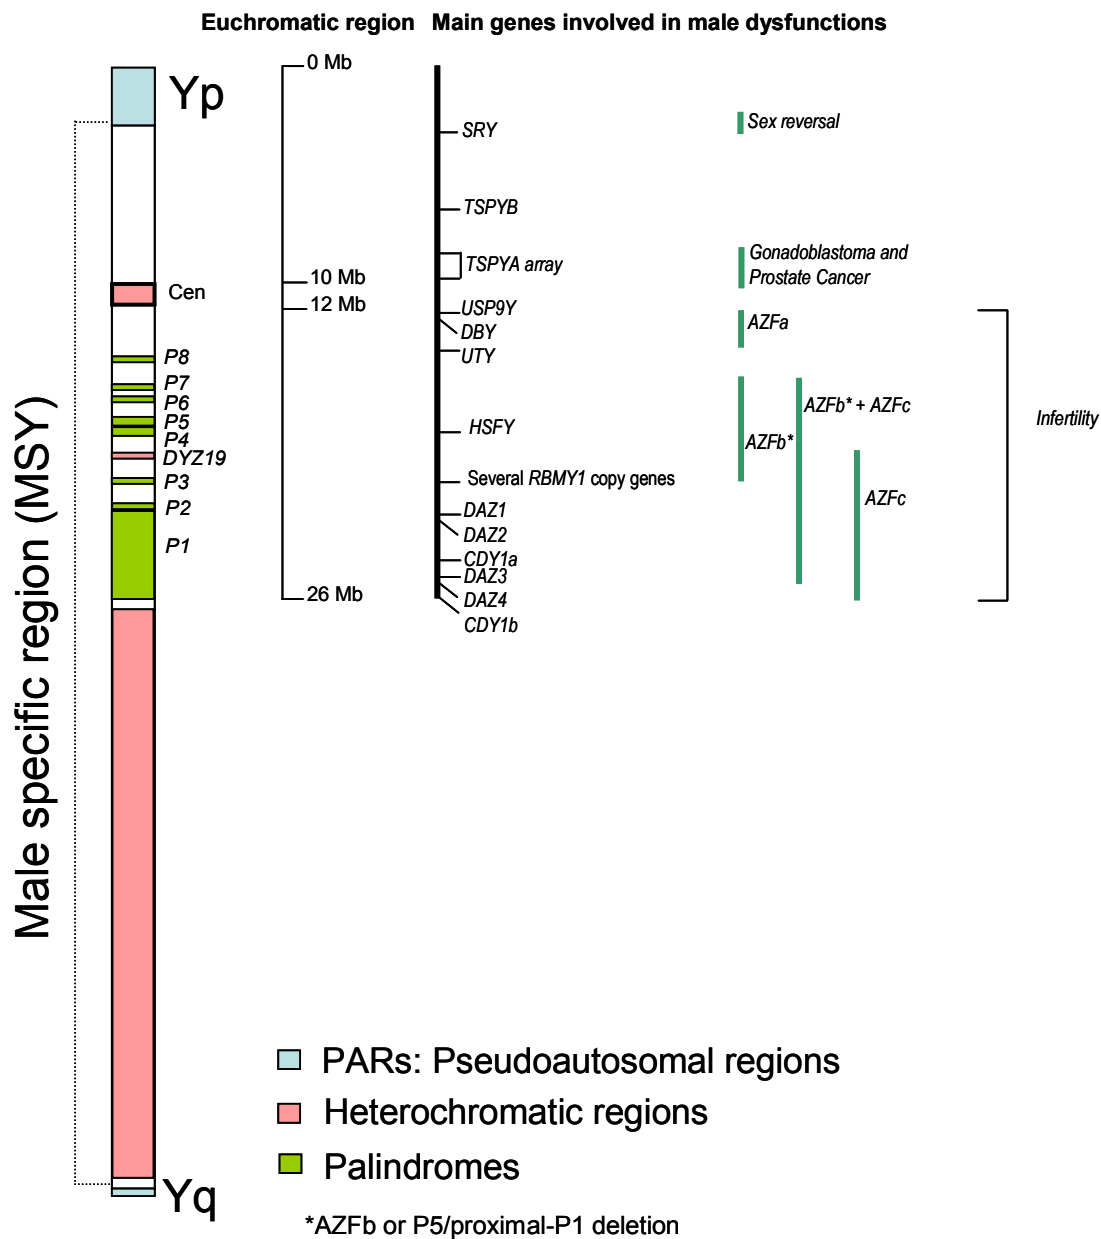 Euchromatic region
Main genes involved in male dysfunctions
0 Mb
Yp
Sex reversal
SRY
TSPYB
Gonadoblastoma and
Prostate Cancer
TSPYA array
10 Mb
Cen
12 Mb
USP9Y
AZFa
DBY
UTY
P8
P7
P6
AZFb* + AZFc
Infertility
P5
HSFY
P4
AZFb*
DYZ19
P3
Several RBMY1 copy genes
AZFc
P2
DAZ1
DAZ2
P1
CDY1a
DAZ3
26 Mb
DAZ4
CDY1b
Male specific region (MSY)
PARs: Pseudoautosomal regions
Heterochromatic regions
Palindromes
Yq
*AZFb or P5/proximal-P1 deletion